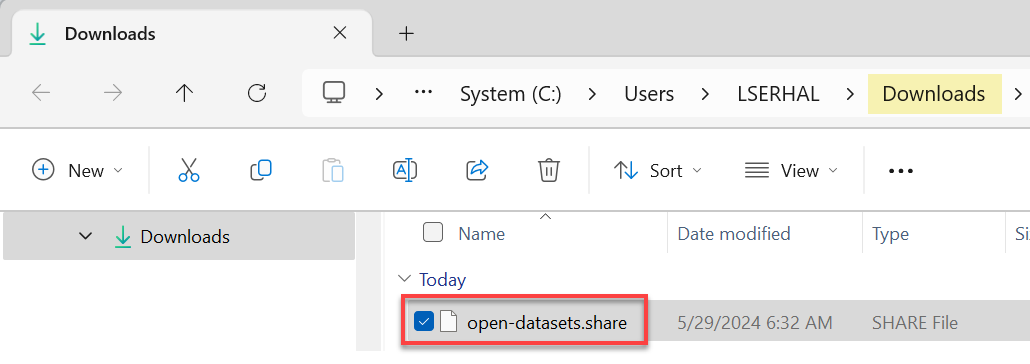 Downloads
··· System (C:) Users LSERHAL Downloads
New Sort View ···
Downloads
Name Date modified Type Si
Today
open-datasets.share 5/29/2024 6:32 AM SHARE File